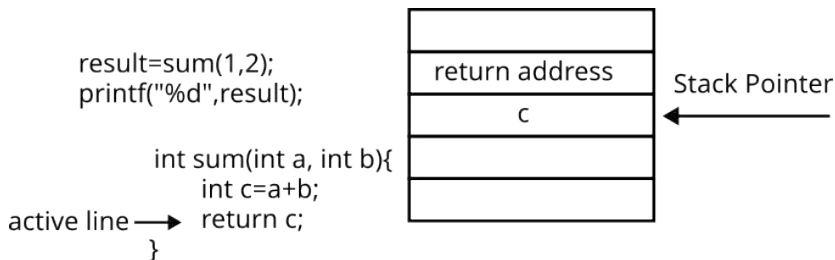 result=sum(1,2);
printf("%d",result);
int sum(int a, int b){
int c=a+b;
active line
return c;
}
return address
c
Stack Pointer